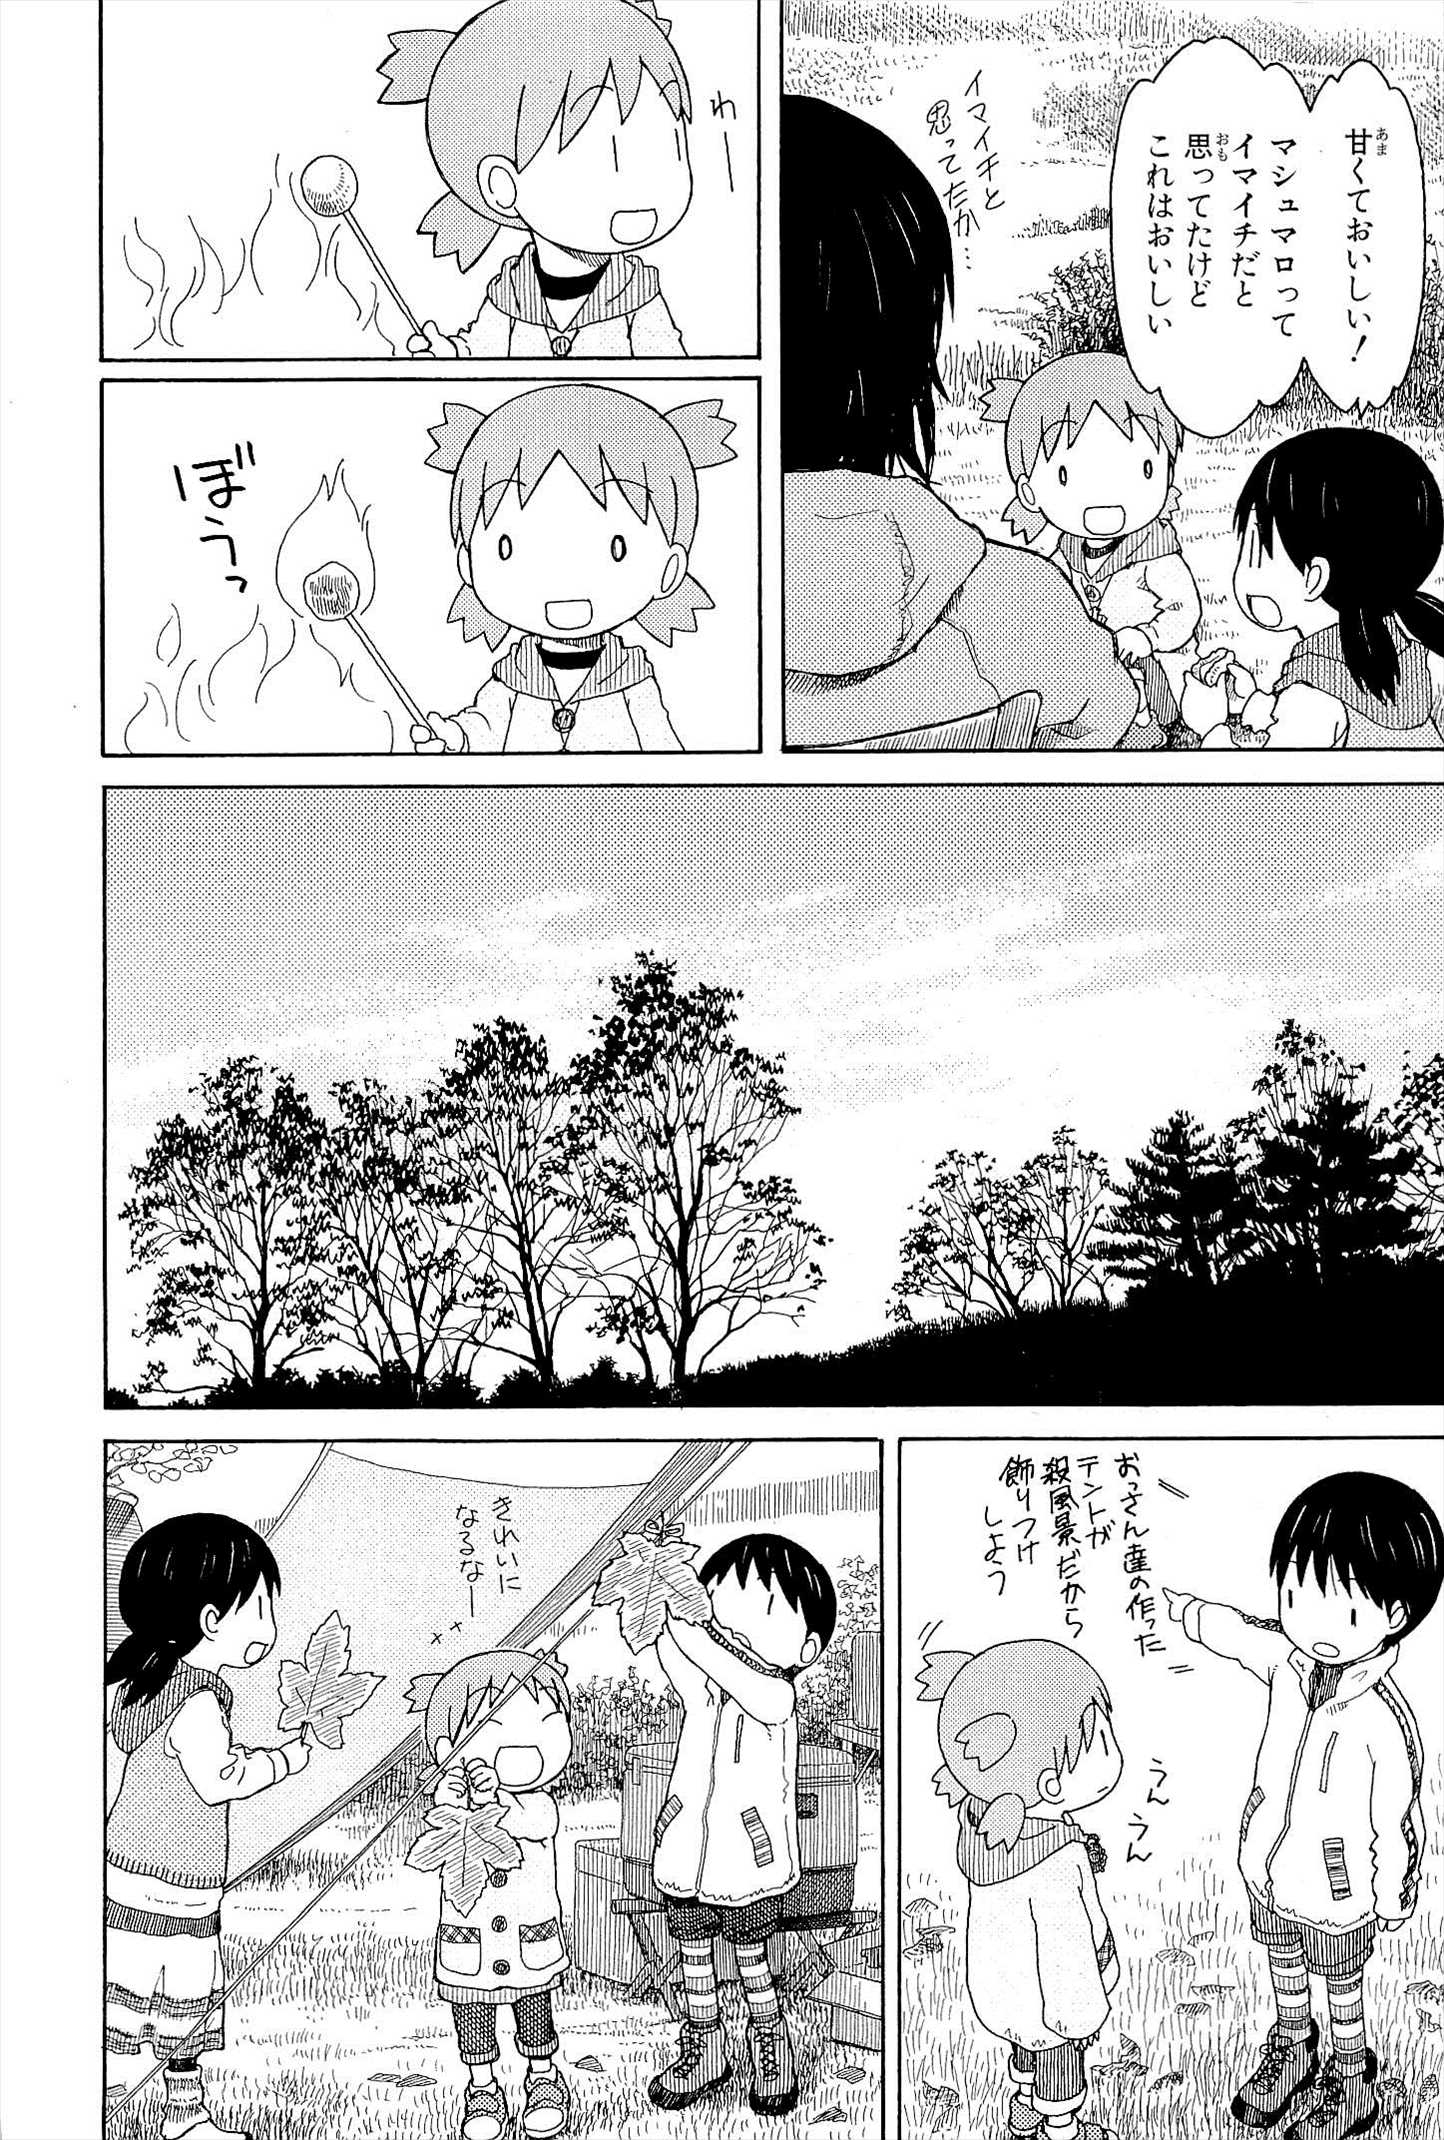 甘くておいしい！
マシュマロって
イマイチだと
思ってたけど
これはおいしい
イマイチと
思ってたか…
わー
ぼうっ
おっさん達の作った
テントが
殺風景だから
飾りつけ
しよう
うんうん
きれいに
なるなー